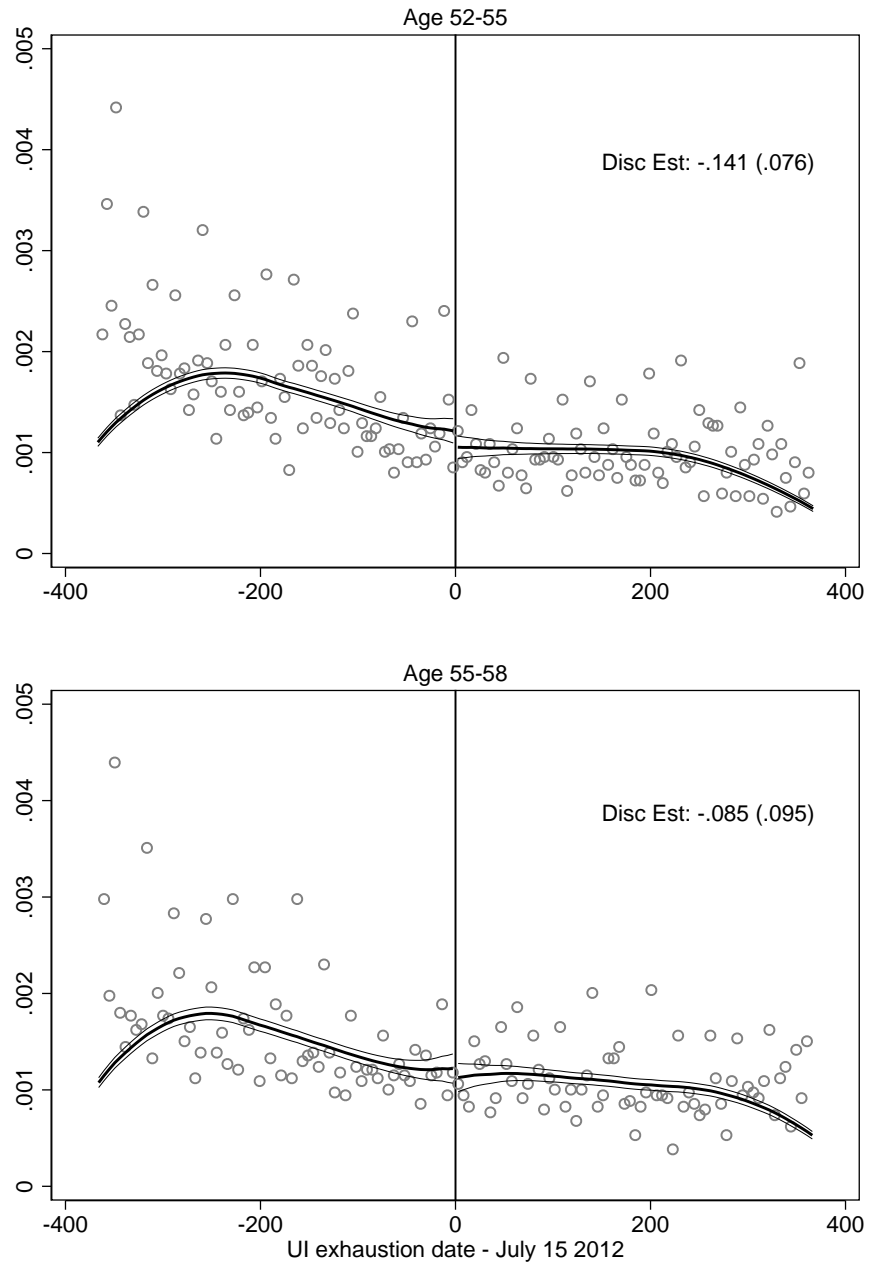 Age 52-55
.005
.004
.003
.002
.001
0
Disc Est: -.141 (.076)
-400 -200 0 200 400
Age 55-58
.005
.004
.003
.002
.001
0
Disc Est: -.085 (.095)
-400 -200 0 200 400
UI exhaustion date - July 15 2012